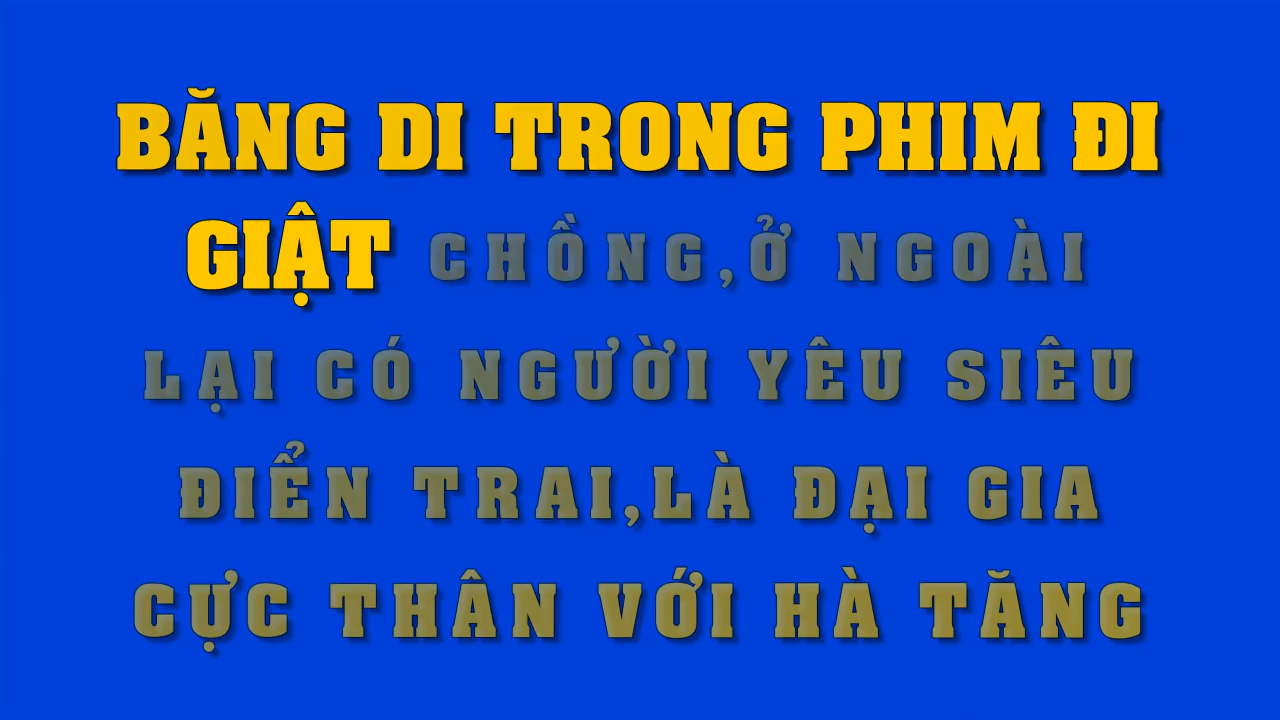 BĂNG DI TRONG PHIM ĐI
GIẬT CHỒNG,Ở NGOÀI
LẠI CÓ NGƯỜI YÊU SIÊU
ĐIỂN TRAI,LÀ ĐẠI GIA
CỰC THÂN VỚI HÀ TĂNG